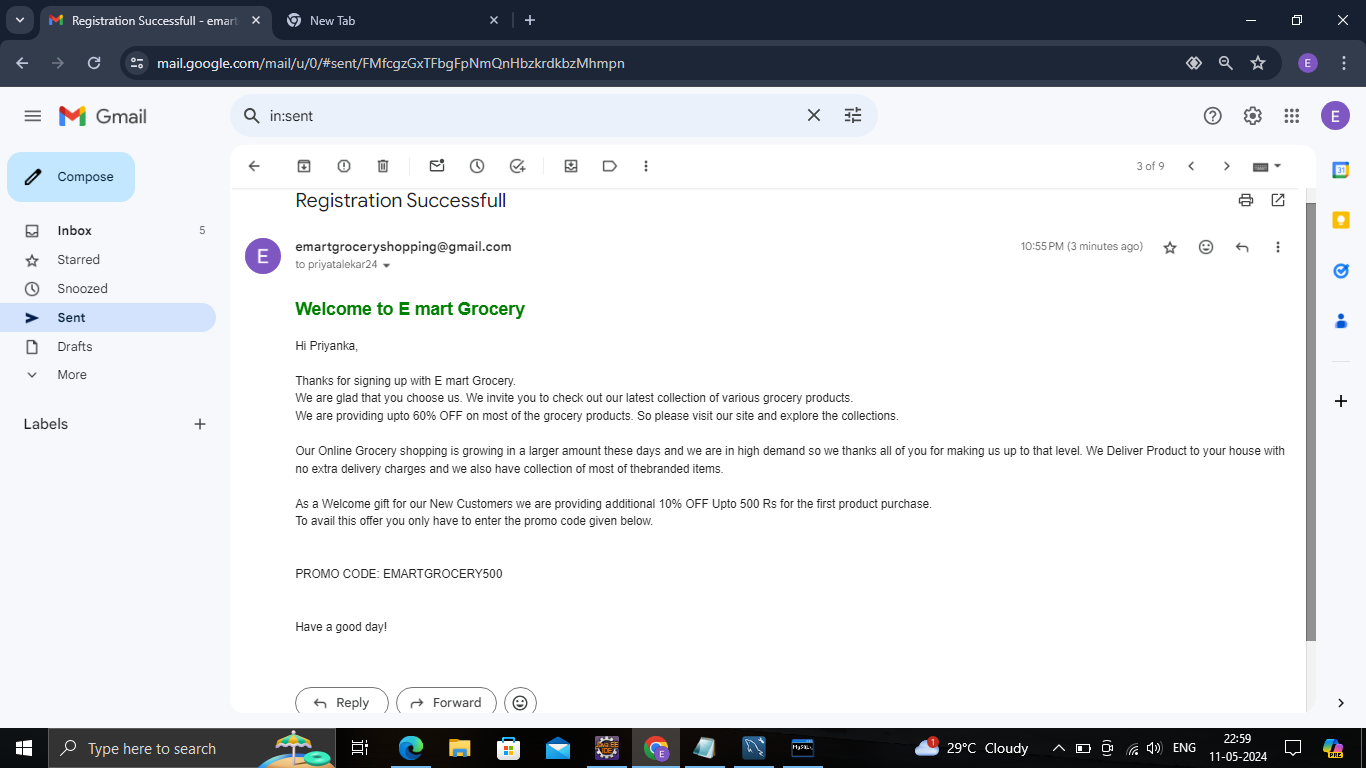 Registration Successfull - emart
New Tab
mail.google.com/mail/u/0/#sent/FMfcgzGxTFbgFpNmQnHbzkrdkbzMhmpn
E
Gmail
in:sent
E
Compose
3 of 9
Inbox 5
Starred
Snoozed
Sent
Drafts
More
Labels
Registration Successfull
E
emartgroceryshopping@gmail.com
10:55 PM (3 minutes ago)
to priyatalekar24
Welcome to E mart Grocery
Hi Priyanka,
Thanks for signing up with E mart Grocery.
We are glad that you choose us. We invite you to check out our latest collection of various grocery products.
We are providing upto 60% OFF on most of the grocery products. So please visit our site and explore the collections.
Our Online Grocery shopping is growing in a larger amount these days and we are in high demand so we thanks all of you for making us up to that level. We Deliver Product to your house with
no extra delivery charges and we also have collection of most of thebranded items.
As a Welcome gift for our New Customers we are providing additional 10% OFF Upto 500 Rs for the first product purchase.
To avail this offer you only have to enter the promo code given below.
PROMO CODE: EMARTGROCERY500
Have a good day!
Reply
Forward
31
Type here to search
E
MySQL
1
29°C Cloudy
ENG
22:59
11-05-2024
PRE